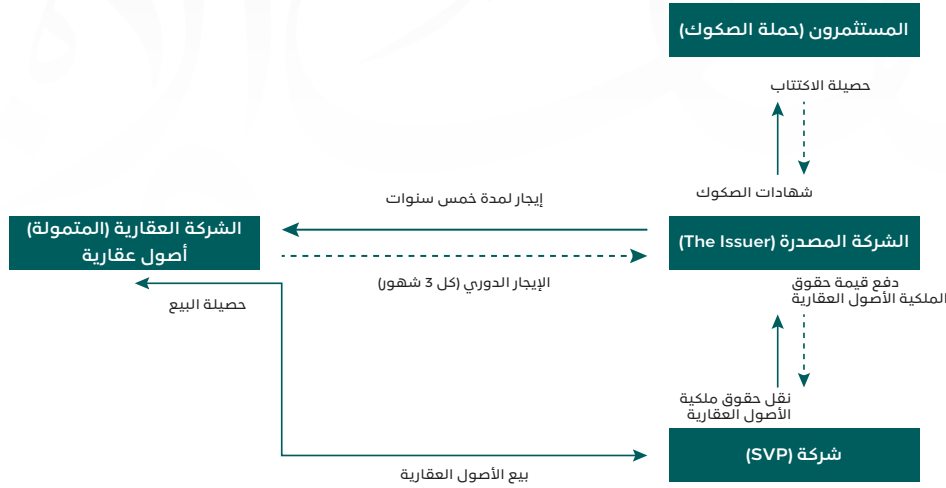 المستثمرون (حملة الصكوك)
حصيلة الاكتتاب
شهادات الصكوك
إيجار لمدة خمس سنوات
الشركة المصدرة (The Issuer)
الشركة العقارية (المتمولة)
أصول عقارية
الإيجار الدوري (كل 3 شهور)
دفع قيمة حقوق
الملكية الأصول العقارية
حصيلة البيع
نقل حقوق ملكية
الأصول العقارية
شركة (SVP)
بيع الأصول العقارية